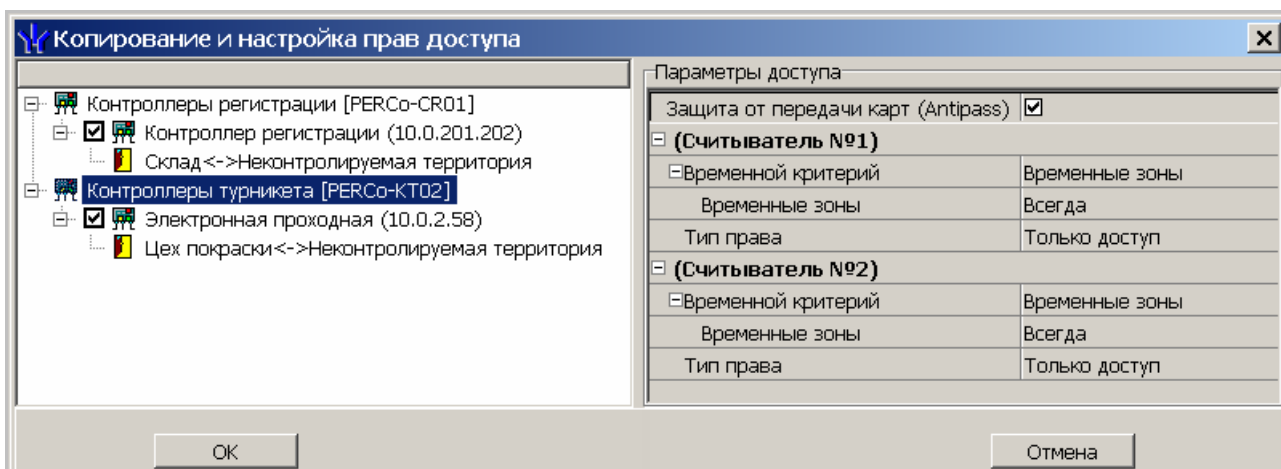 Копирование и настройка прав доступа
Контроллеры регистрации [PERCo-CR01]
Контроллер регистрации (10.0.201.202)
Склад<->Неконтролируемая территория
Контроллеры турникета [PERCo-KT02]
Электронная проходная (10.0.2.58)
Цех покраски<->Неконтролируемая территория
Параметры доступа
Защита от передачи карт (Antipass)
(Считыватель №1)
Временной критерий Временные зоны
Временные зоны Всегда
Тип права Только доступ
(Считыватель №2)
Временной критерий Временные зоны
Временные зоны Всегда
Тип права Только доступ
OK Отмена